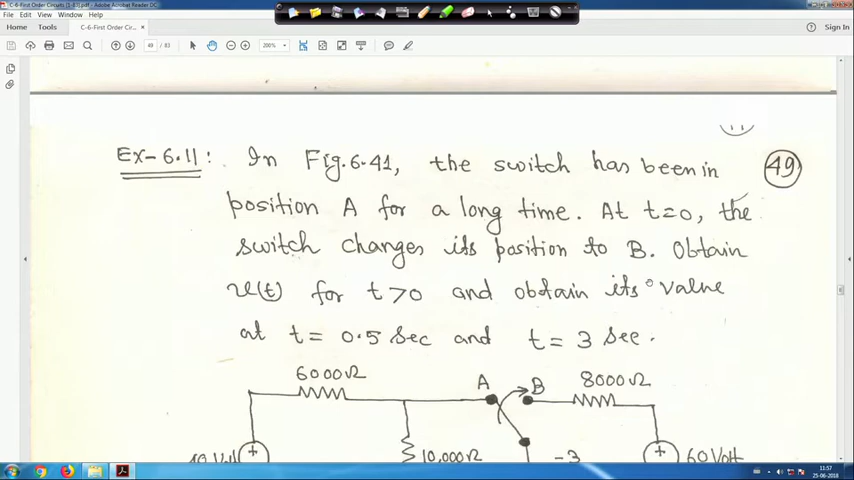 C-6-First Order Circuits [1-83].pdf - Adobe Acrobat Reader DC
File Edit View Window Help
Home Tools C-6-First Order Cir... × Sign In
49 / 83 200%
Ex-6.11: In Fig.6.41, the switch has been in 49
position A for a long time. At t=0, the
switch changes its position to B. Obtain
v(t) for t>0 and obtain its value
at t= 0.5 Sec and t= 3 Sec.
6000Ω A B 8000Ω
+ 10,000Ω -3 + 60 Volt
11:57
25-06-2018